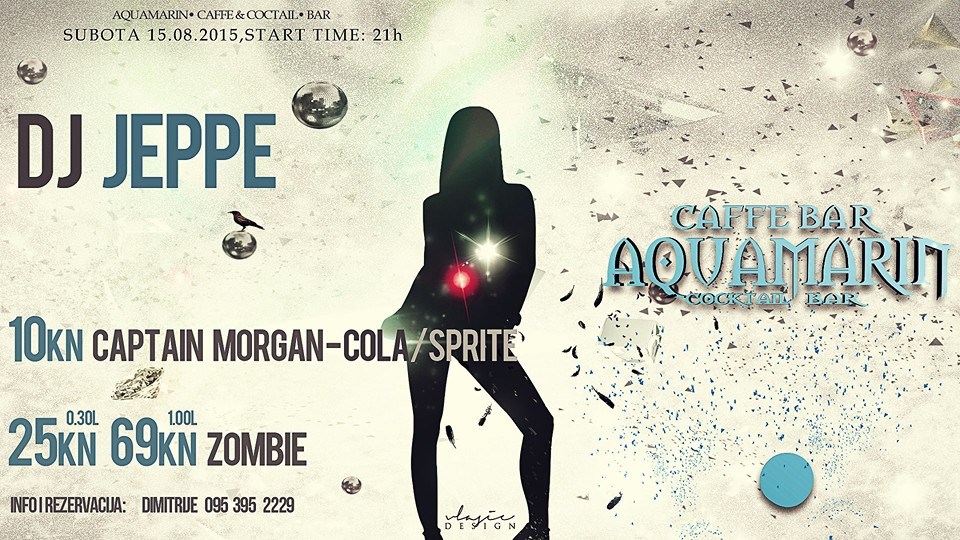 AQUAMARIN• CAFFE & COCTAIL• BAR
SUBOTA 15.08.2015,START TIME: 21h
DJ JEPPE
CAFFE BAR
AQUAMARIN
COCKTAIL BAR
10KN CAPTAIN MORGAN-COLA/SPRITE
0.30L 1.00L
25KN 69KN ZOMBIE
INFO I REZERVACIJA: DIMITRIJE 095 395 2229
vlasic
DESIGN